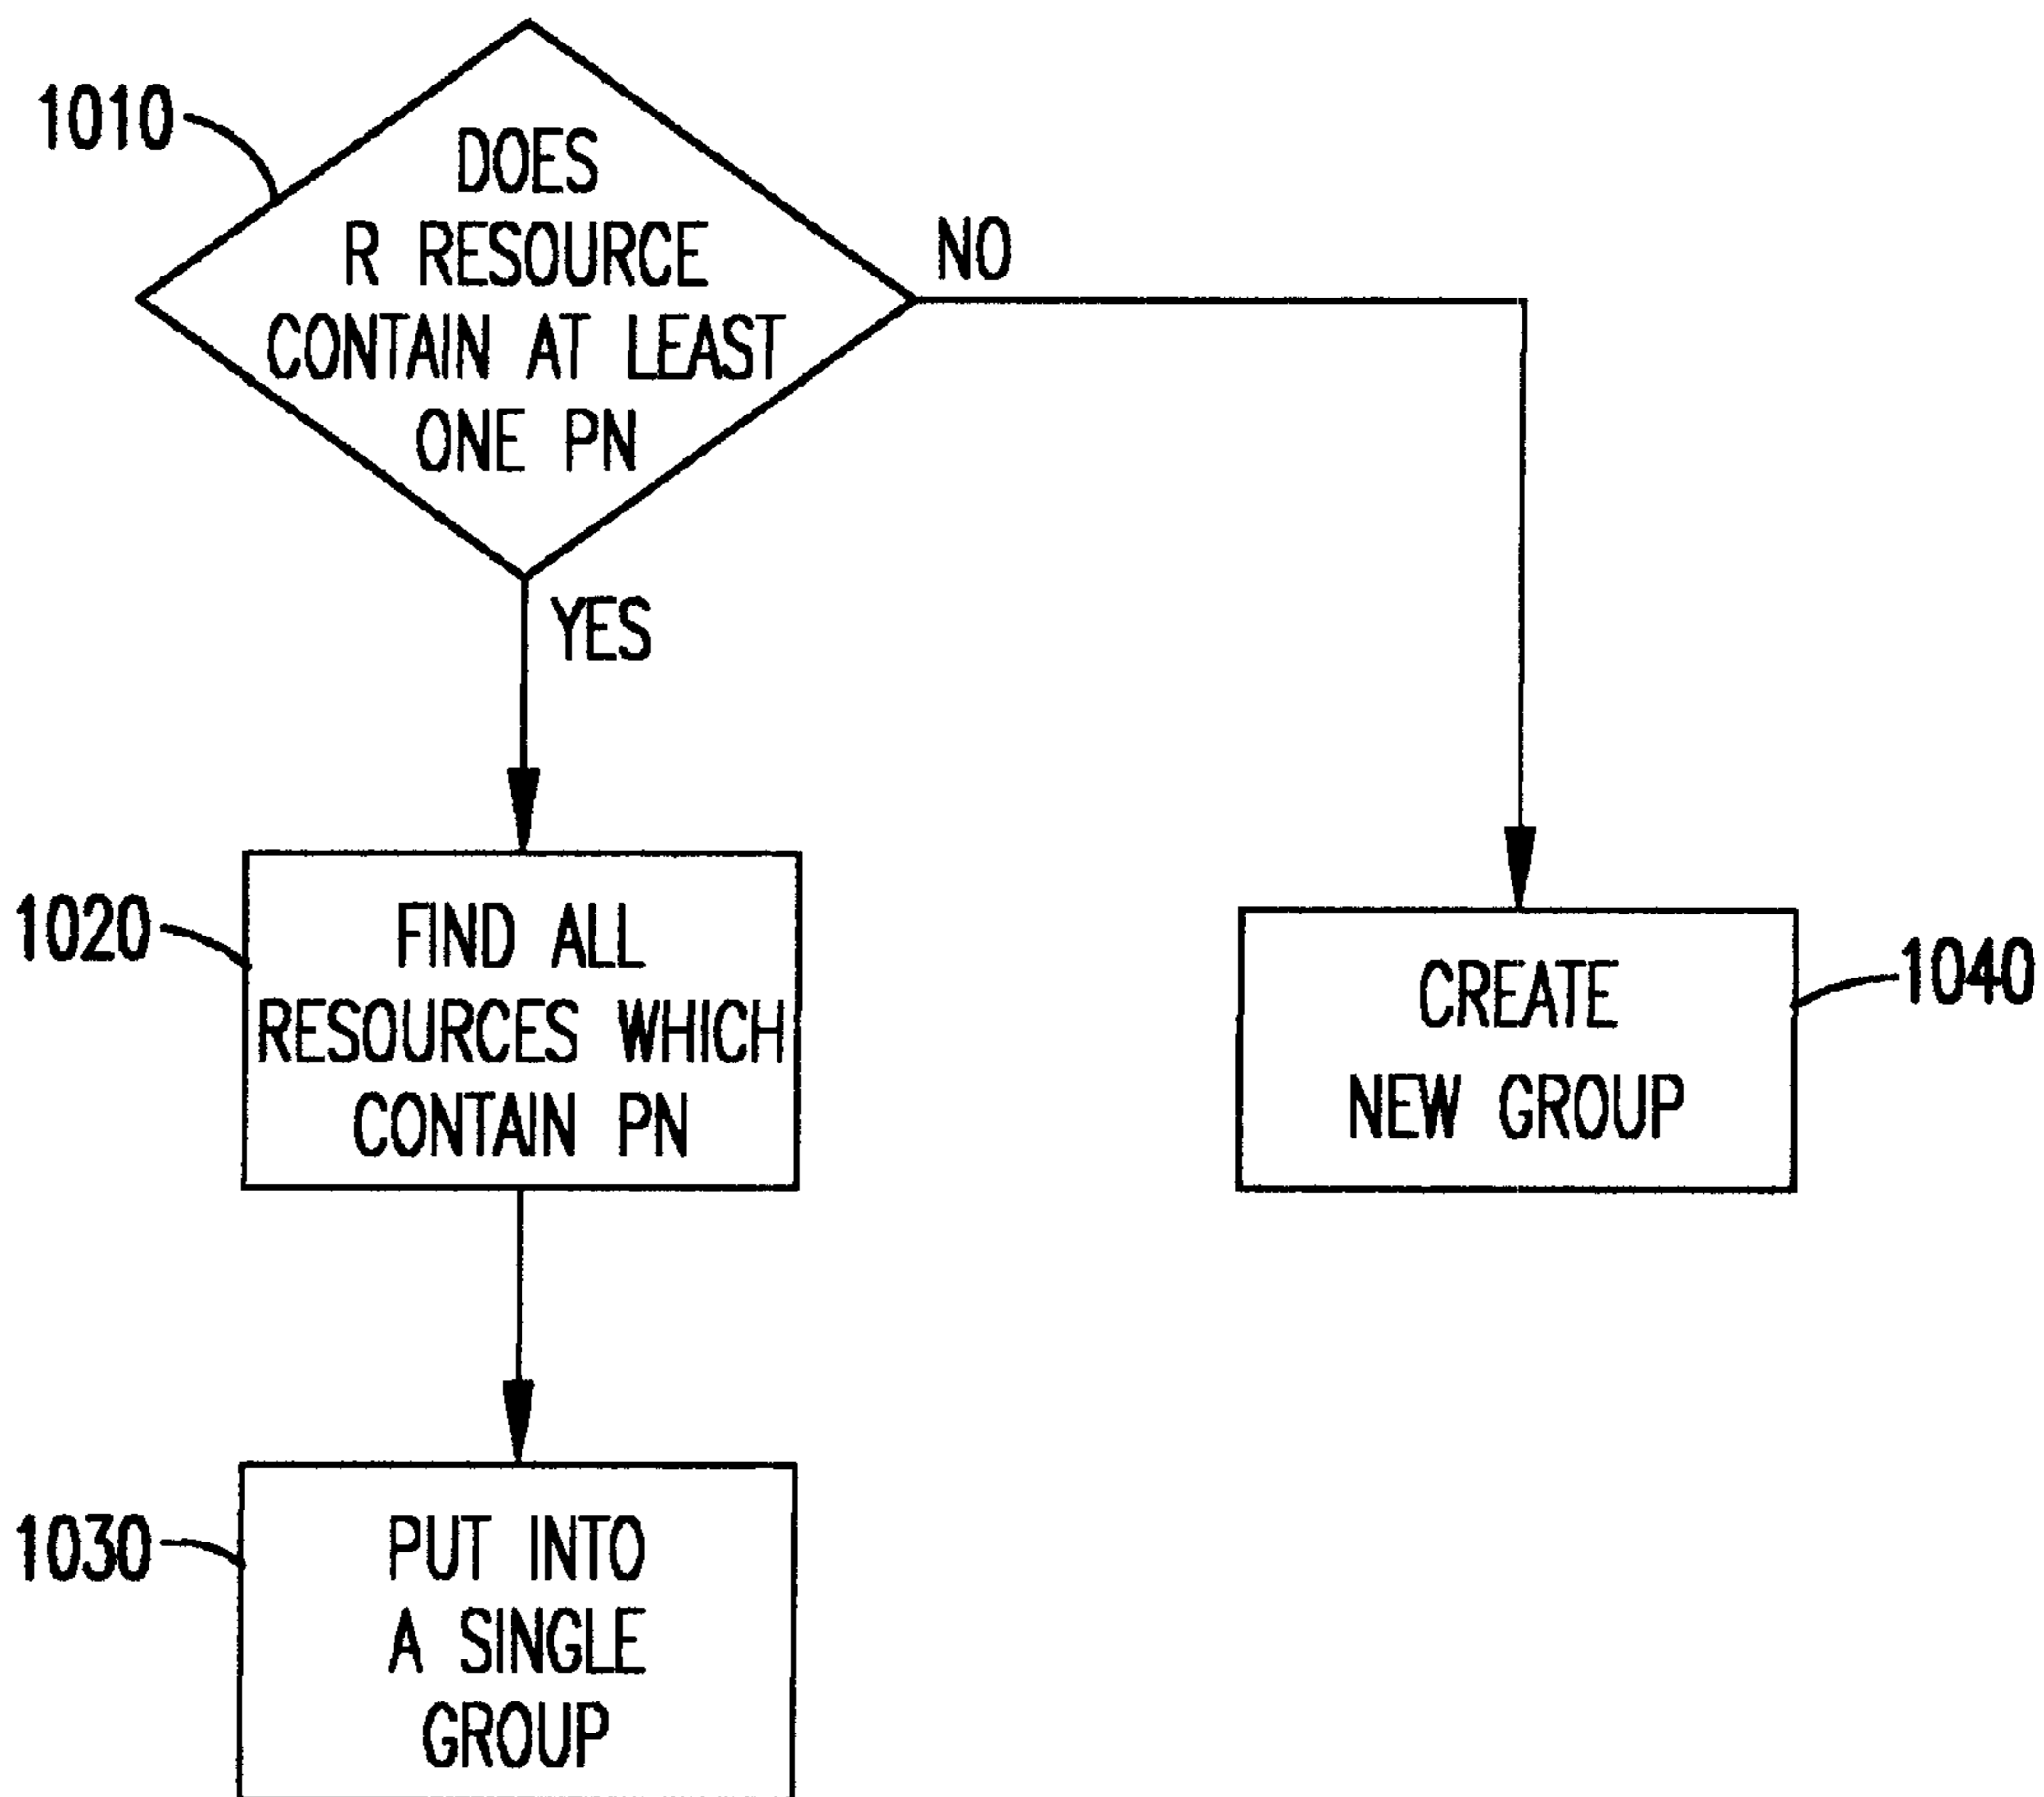 1010
DOES
R RESOURCE
CONTAIN AT LEAST
ONE PN
NO
YES
1020
FIND ALL
RESOURCES WHICH
CONTAIN PN
CREATE
NEW GROUP
1040
1030
PUT INTO
A SINGLE
GROUP